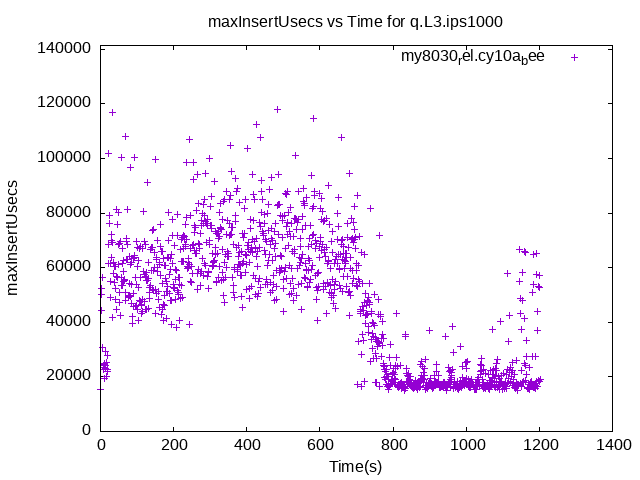 maxInsertUsecs vs Time for q.L3.ips1000
my8030rel.cy10abee
140000
120000
100000
80000
60000
40000
20000
0
maxInsertUsecs
0 200 400 600 800 1000 1200 1400
Time(s)